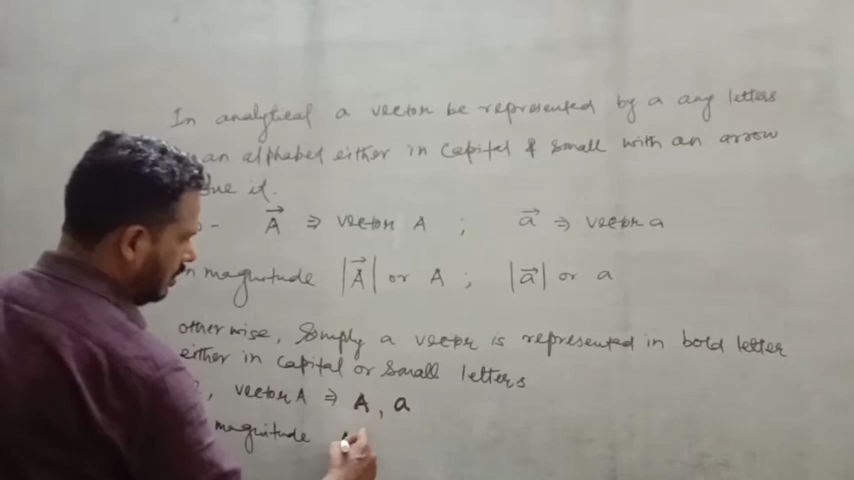 In analytical a vector be represented by a any letters
an alphabed either in capital & small with an arrow
it.
A⃗ ⇒ vector A ; a⃗ ⇒ vector a
magnitude |A⃗| or A ; |a⃗| or a
otherwise, Simply a vector is represented in bold letter
either in capital or small letters
, vector A ⇒ A, a
magnitude